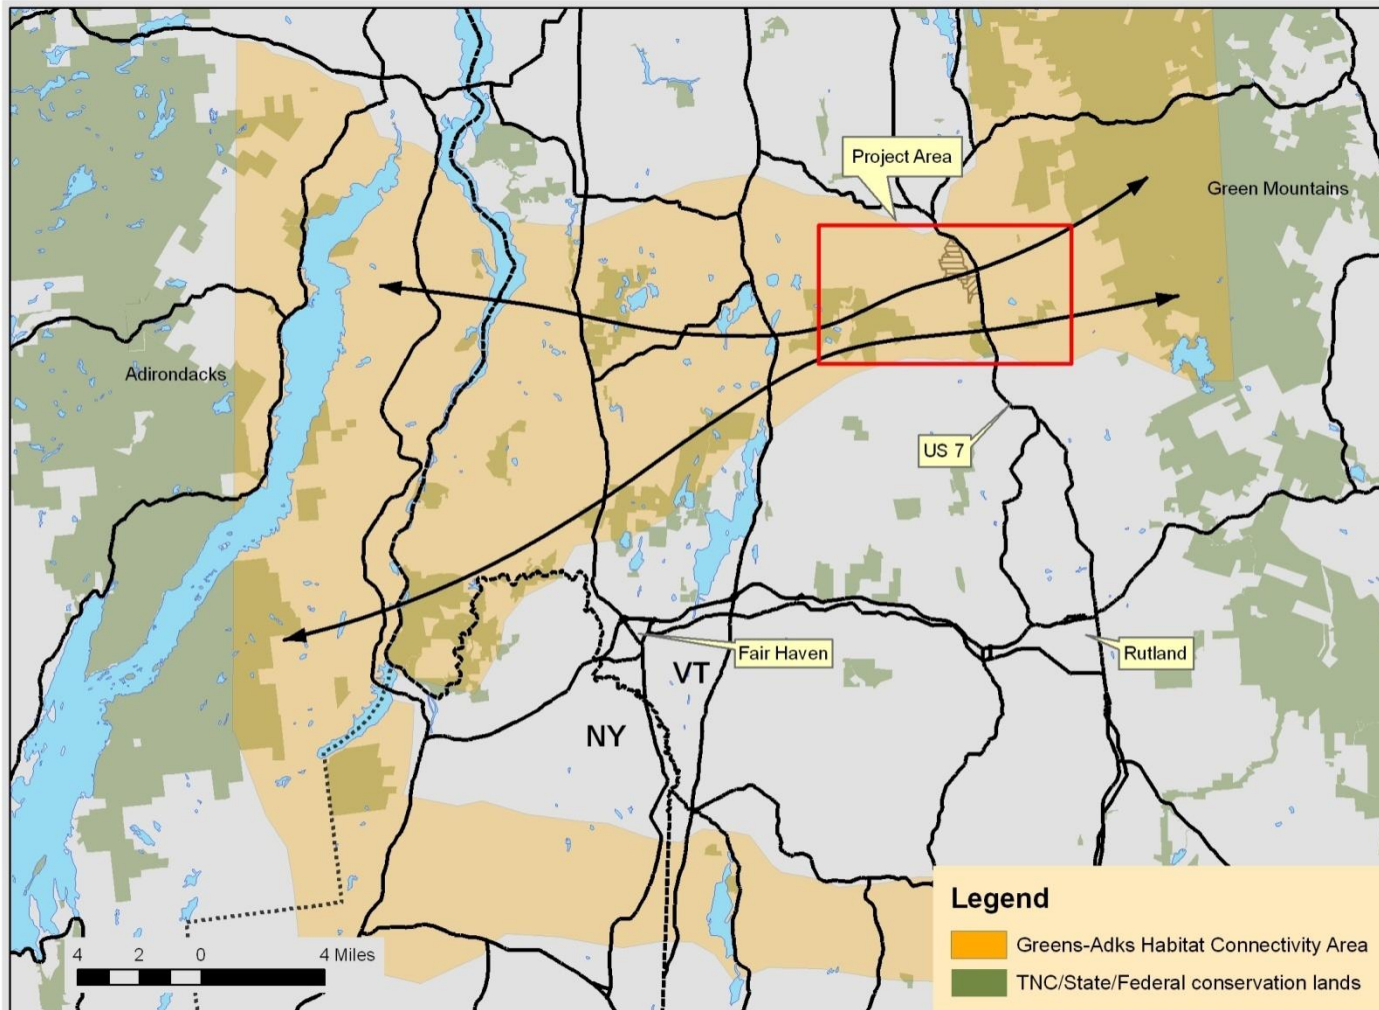 Project Area
Green Mountains
Adirondacks
US 7
Fair Haven
VT
Rutland
NY
Legend
Greens-Adks Habitat Connectivity Area
TNC/State/Federal conservation lands
4 2 0 4 Miles